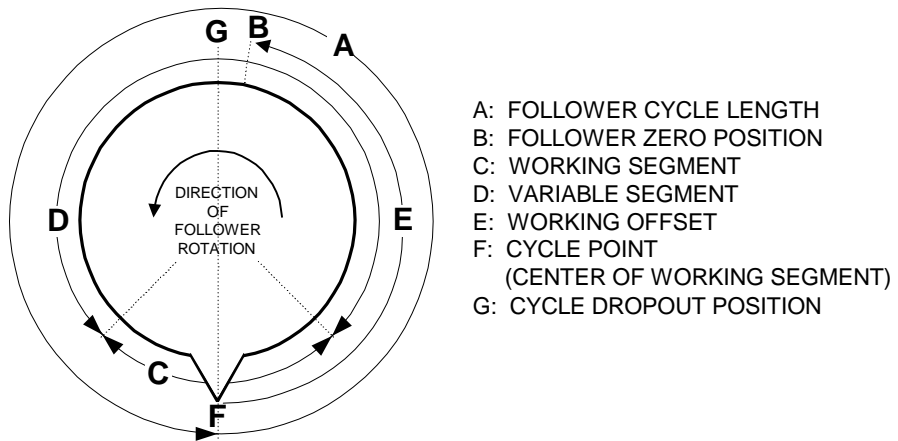 G B A
DIRECTION
OF
FOLLOWER
ROTATION
D
E
C
F
A: FOLLOWER CYCLE LENGTH
B: FOLLOWER ZERO POSITION
C: WORKING SEGMENT
D: VARIABLE SEGMENT
E: WORKING OFFSET
F: CYCLE POINT
(CENTER OF WORKING SEGMENT)
G: CYCLE DROPOUT POSITION